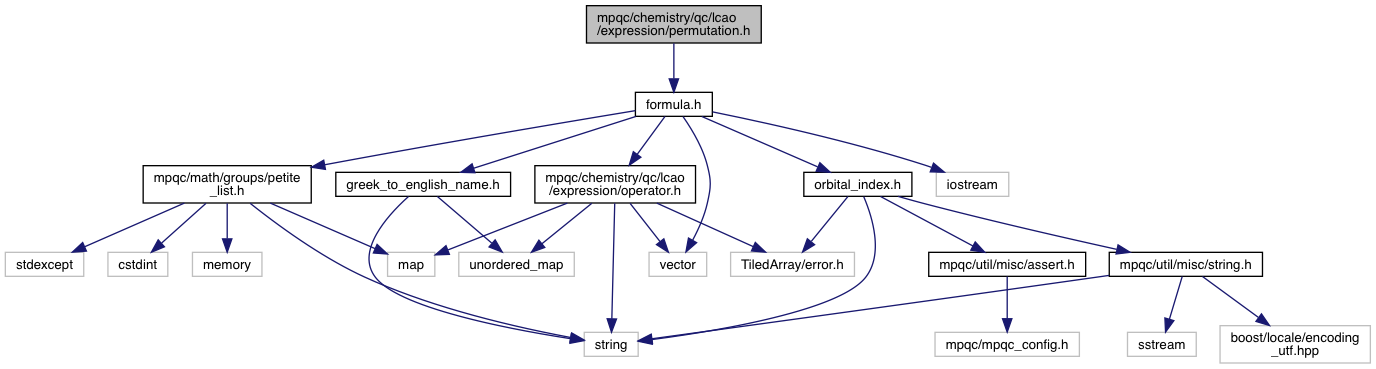 mpqc/chemistry/qc/lcao
/expression/permutation.h
formula.h
mpqc/math/groups/petite
_list.h
greek_to_english_name.h
mpqc/chemistry/qc/lcao
/expression/operator.h
orbital_index.h
iostream
stdexcept
cstdint
memory
map
unordered_map
vector
TiledArray/error.h
mpqc/util/misc/assert.h
mpqc/util/misc/string.h
string
mpqc/mpqc_config.h
sstream
boost/locale/encoding
_utf.hpp